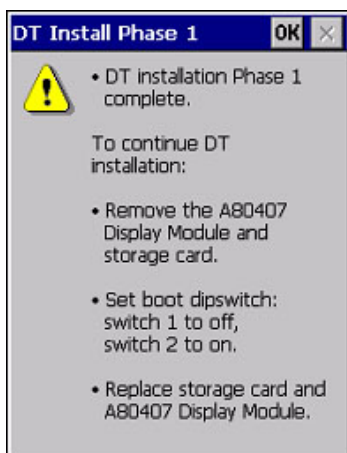 DT Install Phase 1 OK ×
• DT installation Phase 1
complete.
To continue DT
installation:
• Remove the A80407
Display Module and
storage card.
• Set boot dipswitch:
switch 1 to off,
switch 2 to on.
• Replace storage card and
A80407 Display Module.